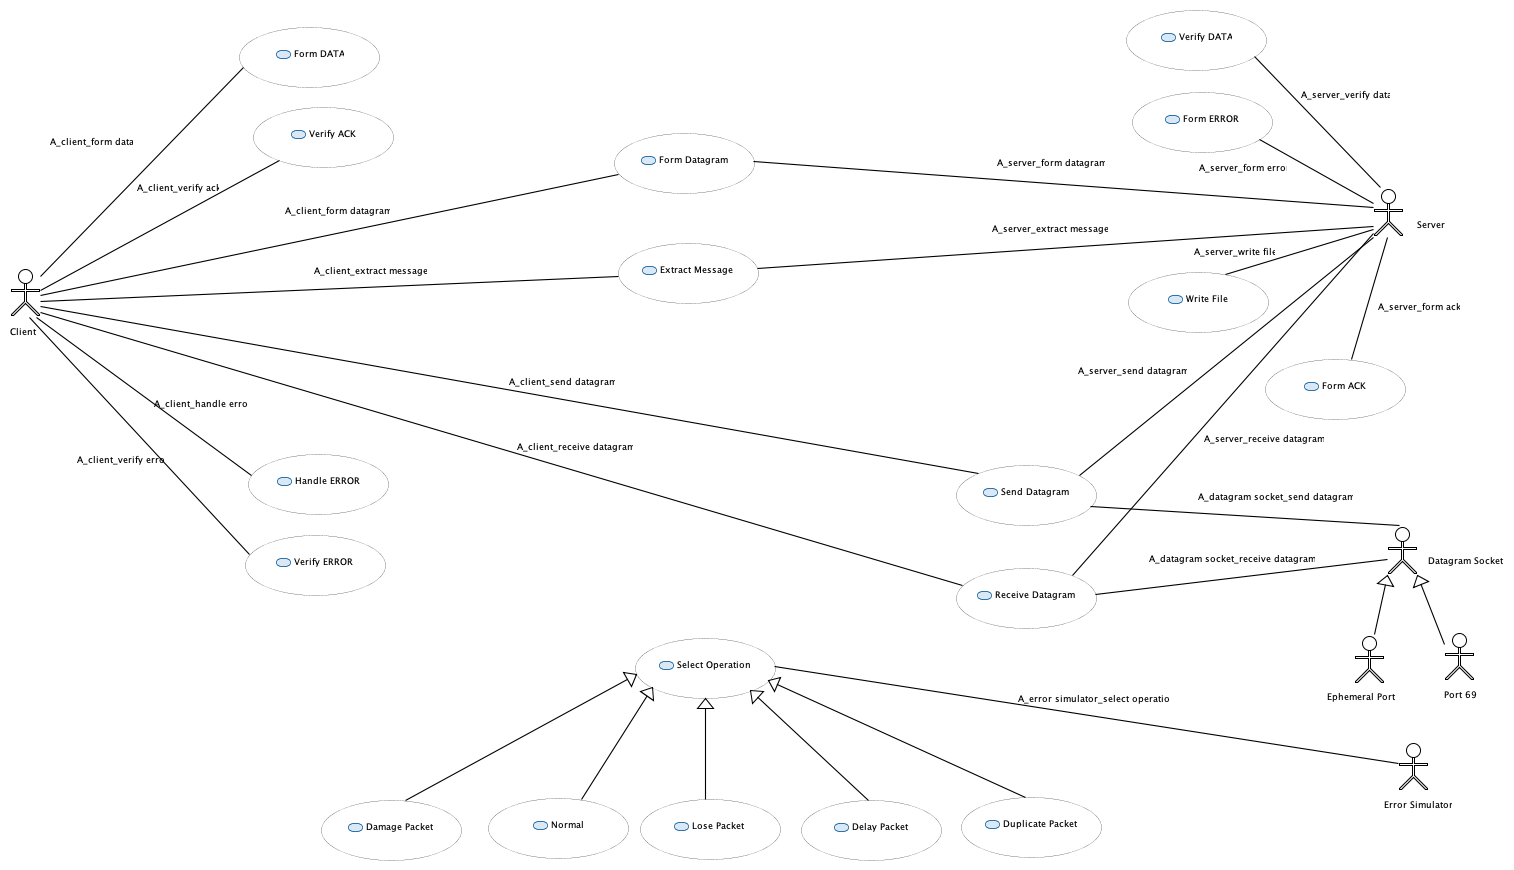 Verify DATA
Form DATA
A_server_verify data
Form ERROR
Verify ACK
A_client_form data
Form Datagram
A_server_form datagram
A_server_form erro
A_client_verify ack
A_client_form datagram
Server
A_server_extract message
A_server_write file
Extract Message
A_client_extract message
Write File
A_server_form ack
Client
A_server_send datagram
A_client_send datagram
Form ACK
A_client_handle erro
A_server_receive datagram
A_client_receive datagram
A_client_verify erro
Handle ERROR
Send Datagram
A_datagram socket_send datagram
A_datagram socket_receive datagram
Datagram Socket
Verify ERROR
Receive Datagram
Select Operation
Ephemeral Port
Port 69
A_error simulator_select operatio
Error Simulator
Damage Packet
Normal
Lose Packet
Delay Packet
Duplicate Packet